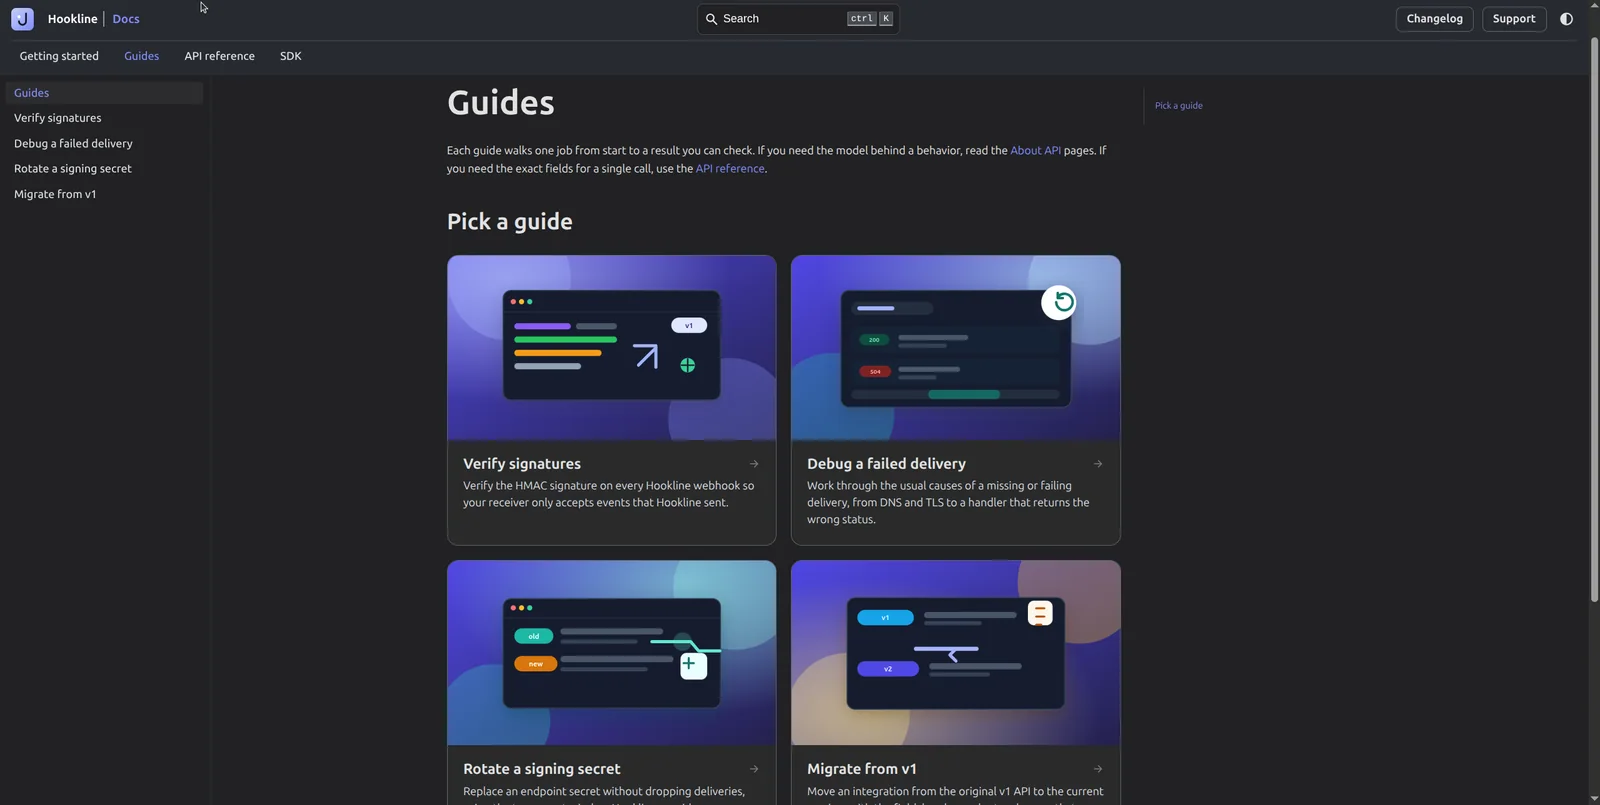 Hookline | Docs
Search
ctrl K
Changelog
Support
Getting started
Guides
API reference
SDK
Guides
Verify signatures
Debug a failed delivery
Rotate a signing secret
Migrate from v1
Guides
Each guide walks one job from start to a result you can check. If you need the model behind a behavior, read the About API pages. If
you need the exact fields for a single call, use the API reference.
Pick a guide
Pick a guide
v1
Verify signatures
Verify the HMAC signature on every Hookline webhook so
your receiver only accepts events that Hookline sent.
200
504
Debug a failed delivery
Work through the usual causes of a missing or failing
delivery, from DNS and TLS to a handler that returns the
wrong status.
old
new
Rotate a signing secret
Replace an endpoint secret without dropping deliveries,
v1
v2
Migrate from v1
Move an integration from the original v1 API to the current